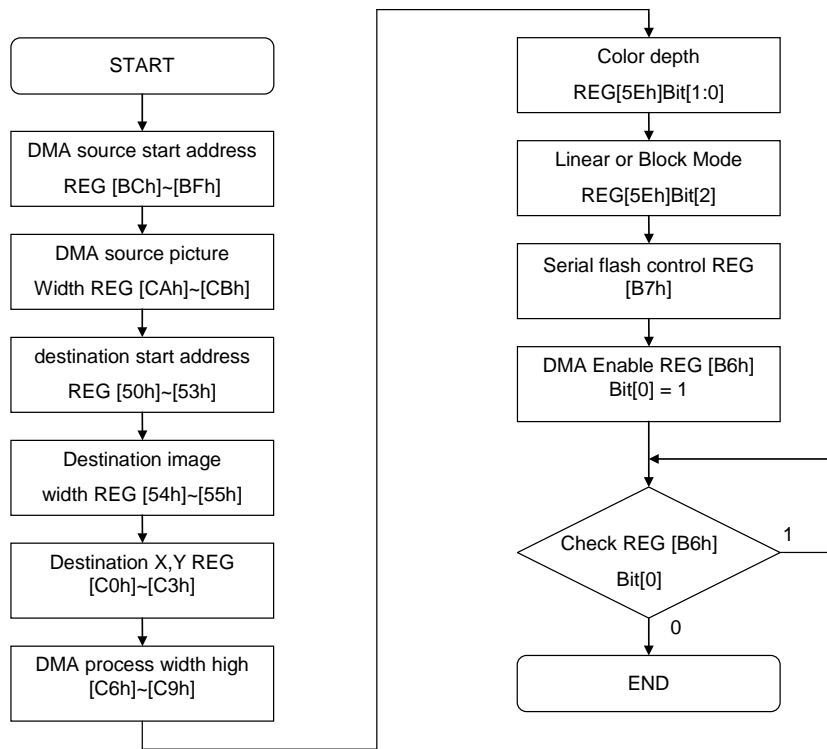 START
DMA source start address
REG [BCh]~[BFh]
DMA source picture
Width REG [CAh]~[CBh]
destination start address
REG [50h]~[53h]
Destination image
width REG [54h]~[55h]
Destination X,Y REG
[C0h]~[C3h]
DMA process width high
[C6h]~[C9h]
Color depth
REG[5Eh]Bit[1:0]
Linear or Block Mode
REG[5Eh]Bit[2]
Serial flash control REG
[B7h]
DMA Enable REG [B6h]
Bit[0] = 1
Check REG [B6h]
Bit[0]
1
0
END